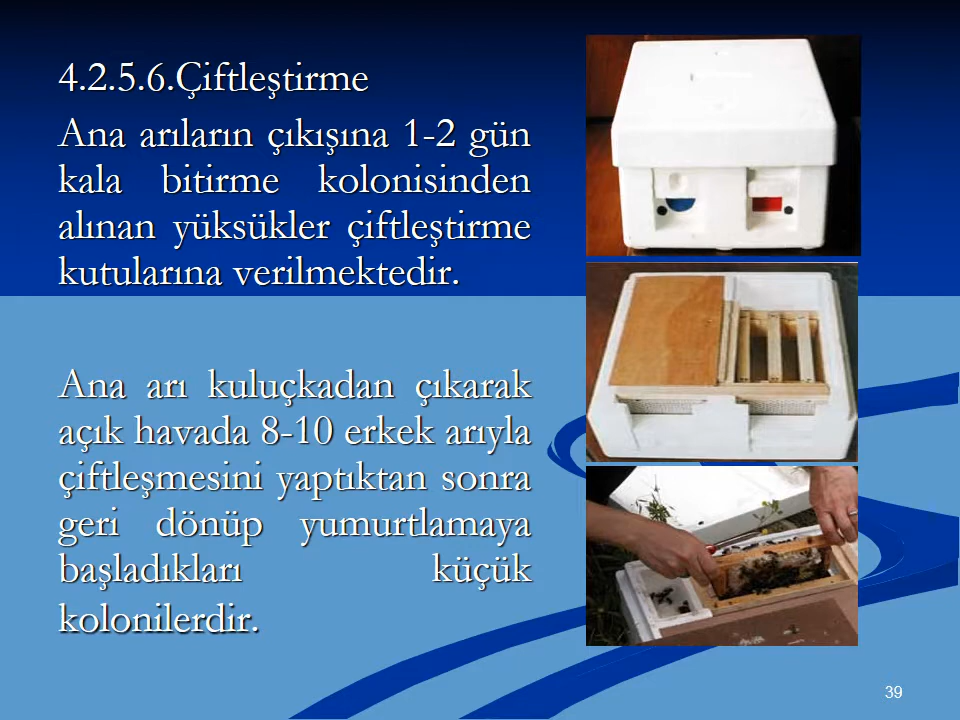 4.2.5.6.Çiftleştirme
Ana arıların çıkışına 1-2 gün
kala bitirme kolonisinden
alınan yüksükler çiftleştirme
kutularına verilmektedir.
Ana arı kuluçkadan çıkarak
açık havada 8-10 erkek arıyla
çiftleşmesini yaptıktan sonra
geri dönüp yumurtlamaya
başladıkları küçük
kolonilerdir.
39